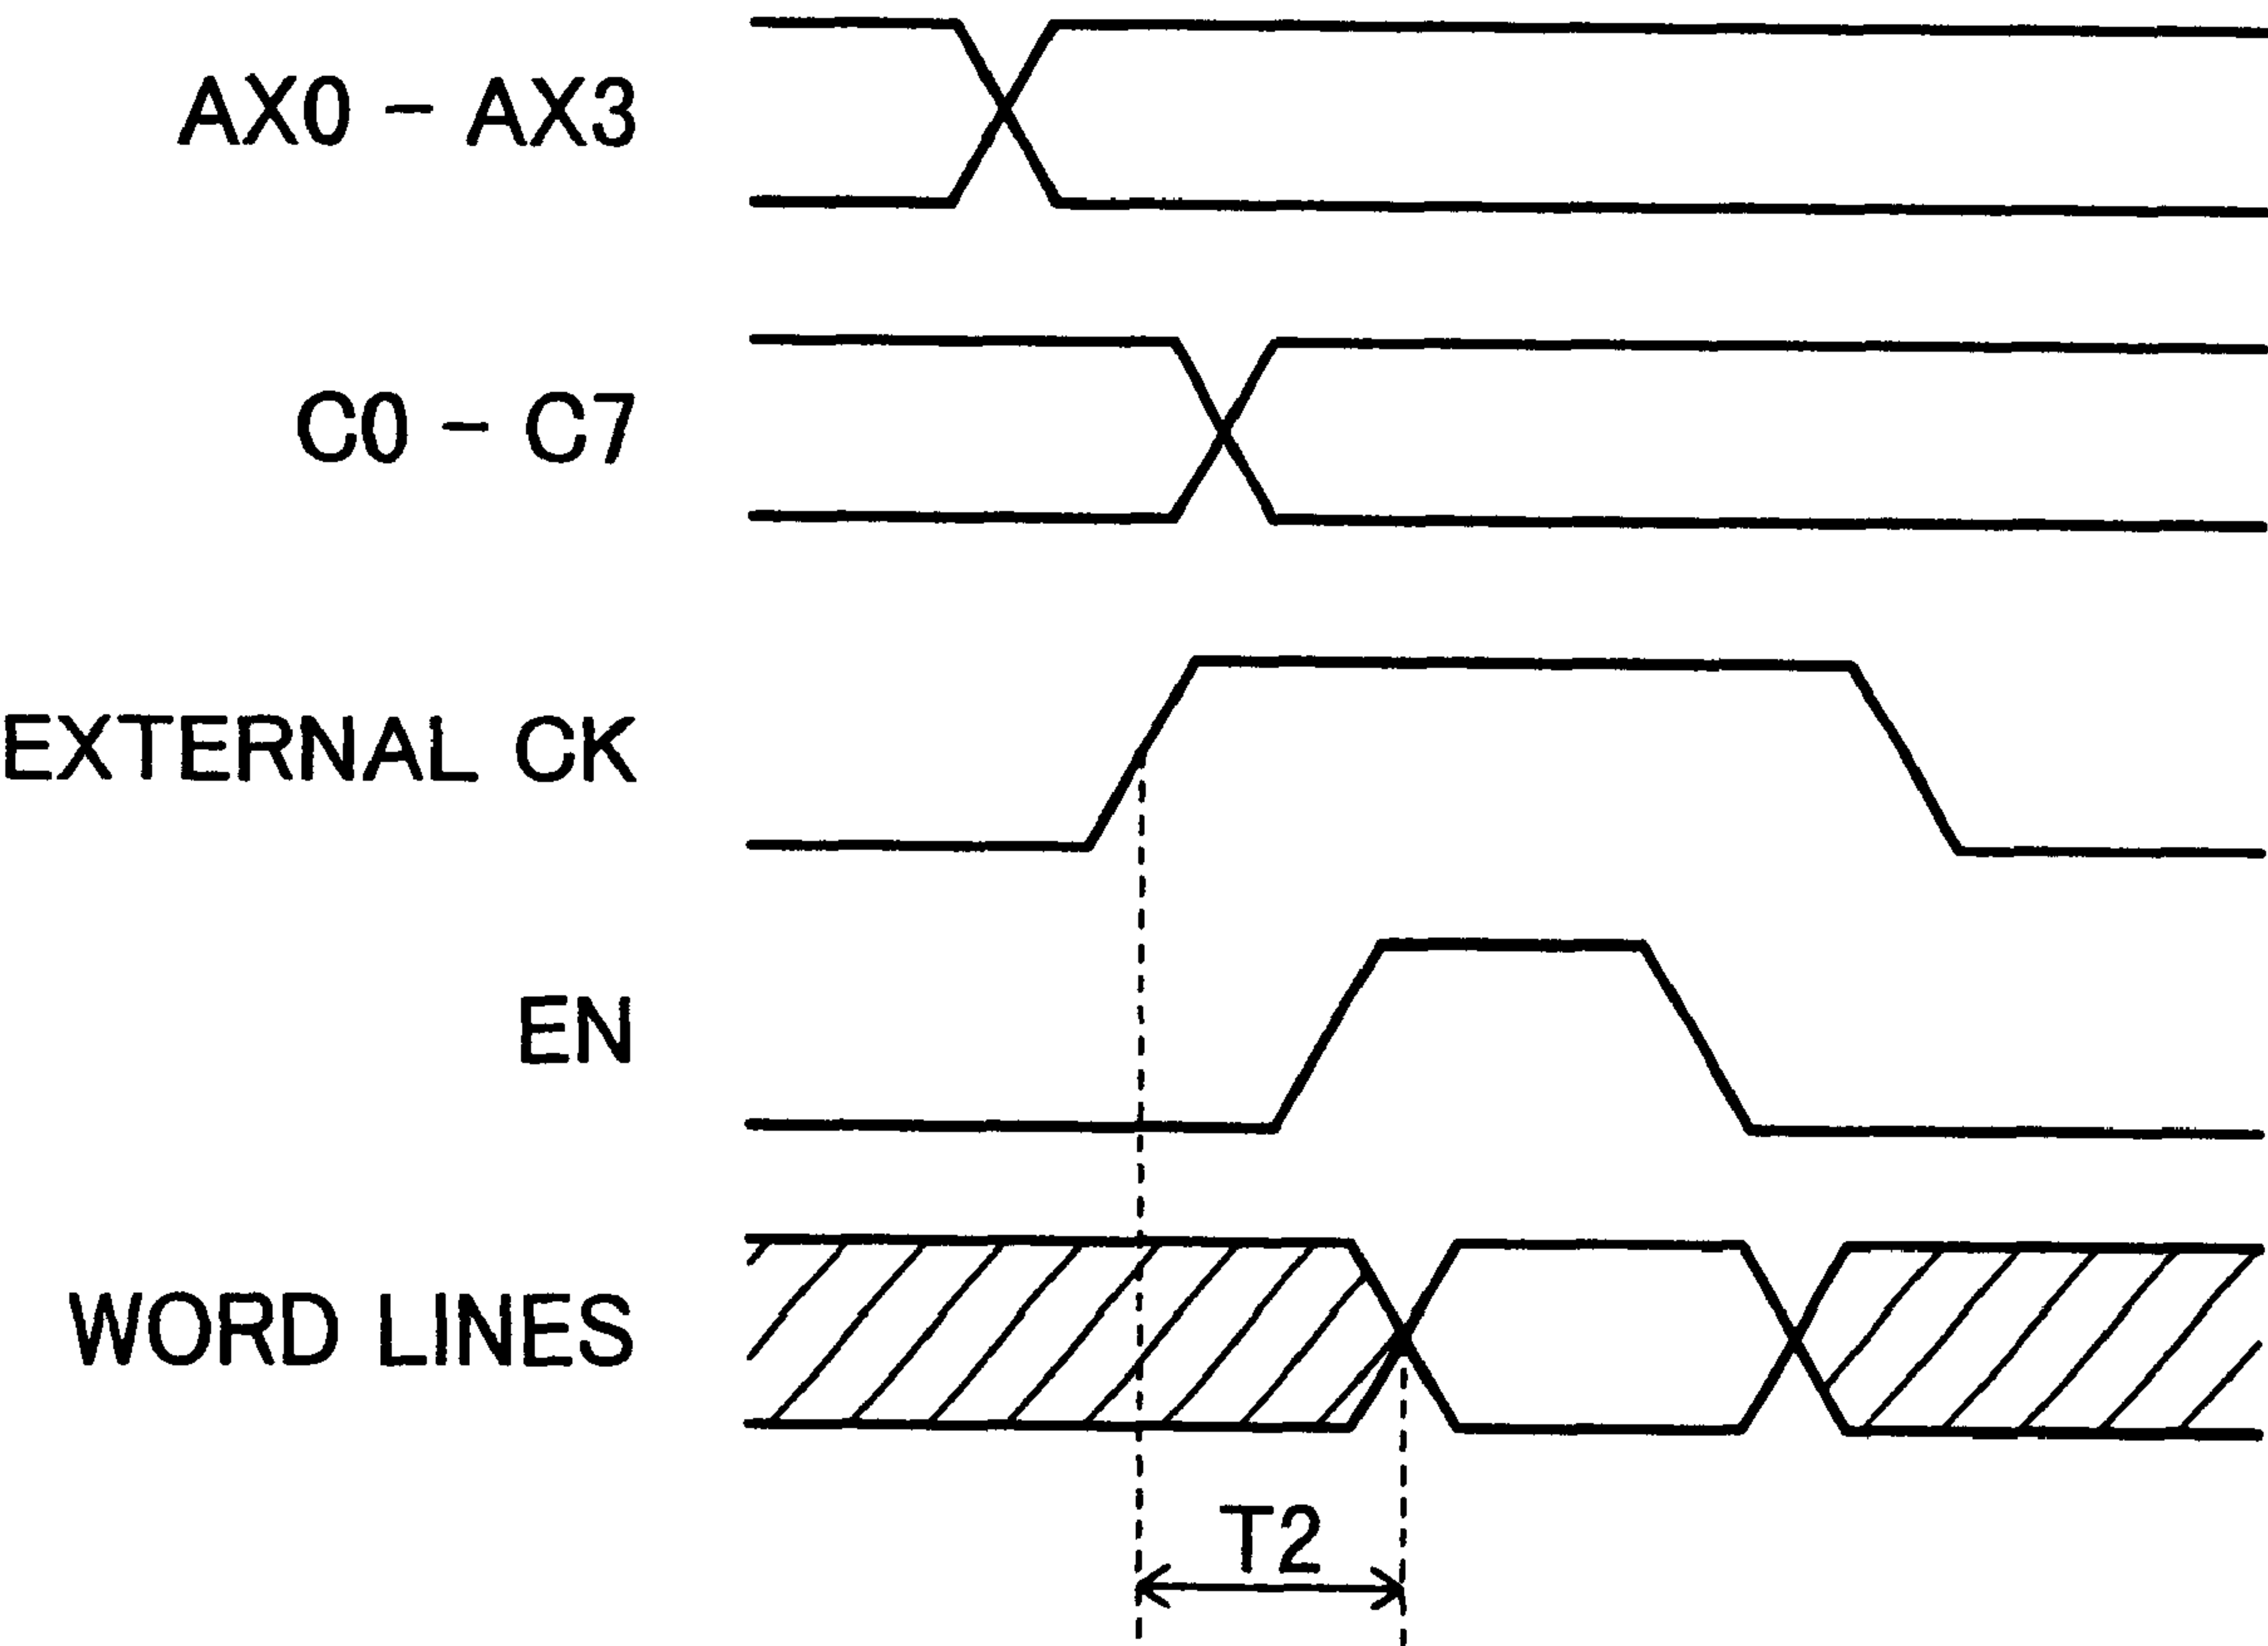 AX0 - AX3
C0 - C7
EXTERNAL CK
EN
WORD LINES
T2